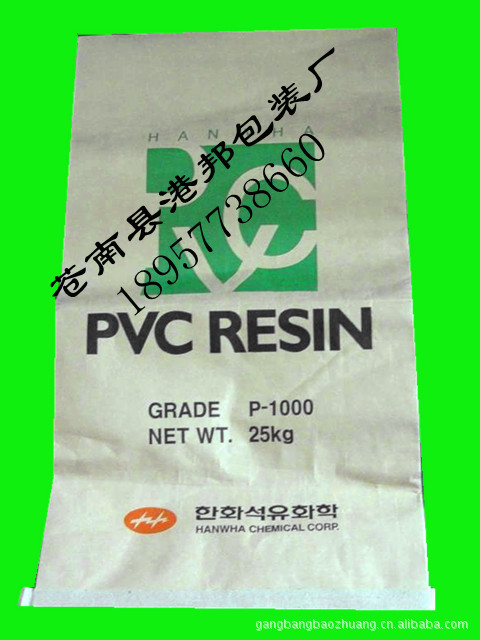 HANWHA
苍南县港邦包装厂
18957738660
PVC
PVC RESIN
GRADE P-1000
NET WT. 25kg
한화석유화학
HANWHA CHEMICAL CORP.
gangbangbaozhuang.cn.alibaba.com